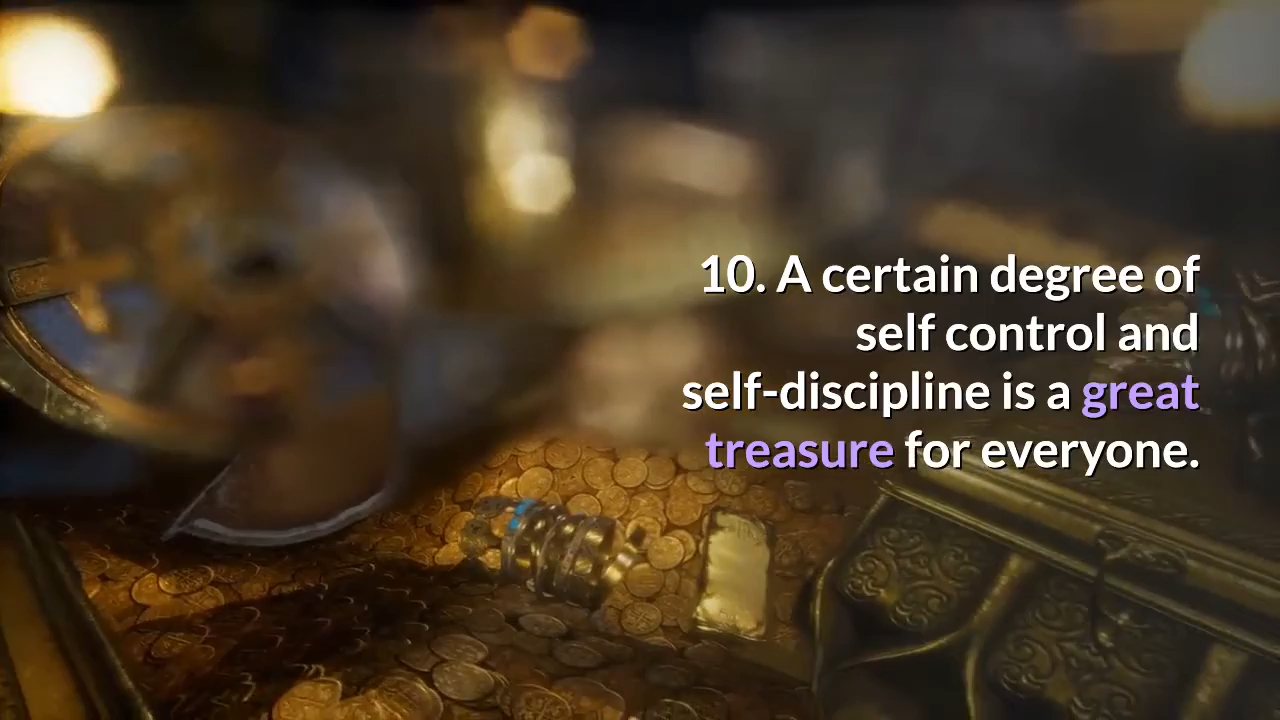 10. A certain degree of
self control and
self-discipline is a great
treasure for everyone.